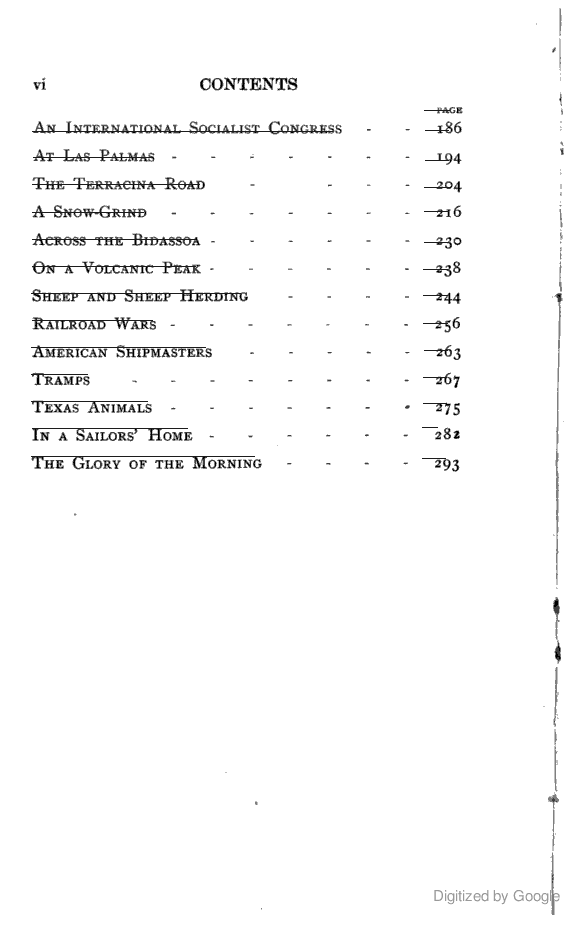 vi CONTENTS
PAGE
AN INTERNATIONAL SOCIALIST CONGRESS - - 186
AT LAS PALMAS - - - - - - - 194
THE TERRACINA ROAD - - - - 204
A SNOW-GRIND - - - - - - - 216
ACROSS THE BIDASSOA - - - - - - 230
ON A VOLCANIC PEAK - - - - - - 238
SHEEP AND SHEEP HERDING - - - - 244
RAILROAD WARS - - - - - - - 256
AMERICAN SHIPMASTERS - - - - - 263
TRAMPS - - - - - - - - 267
TEXAS ANIMALS - - - - - - - 275
IN A SAILORS' HOME - - - - - - 282
THE GLORY OF THE MORNING - - - - 293
Digitized by Google